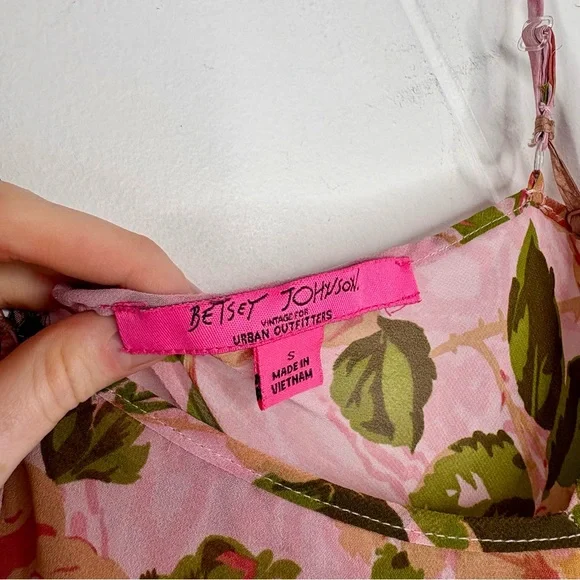 BETSEY JOHNSON.
VINTAGE FOR
URBAN OUTFITTERS
S
MADE IN
VIETNAM